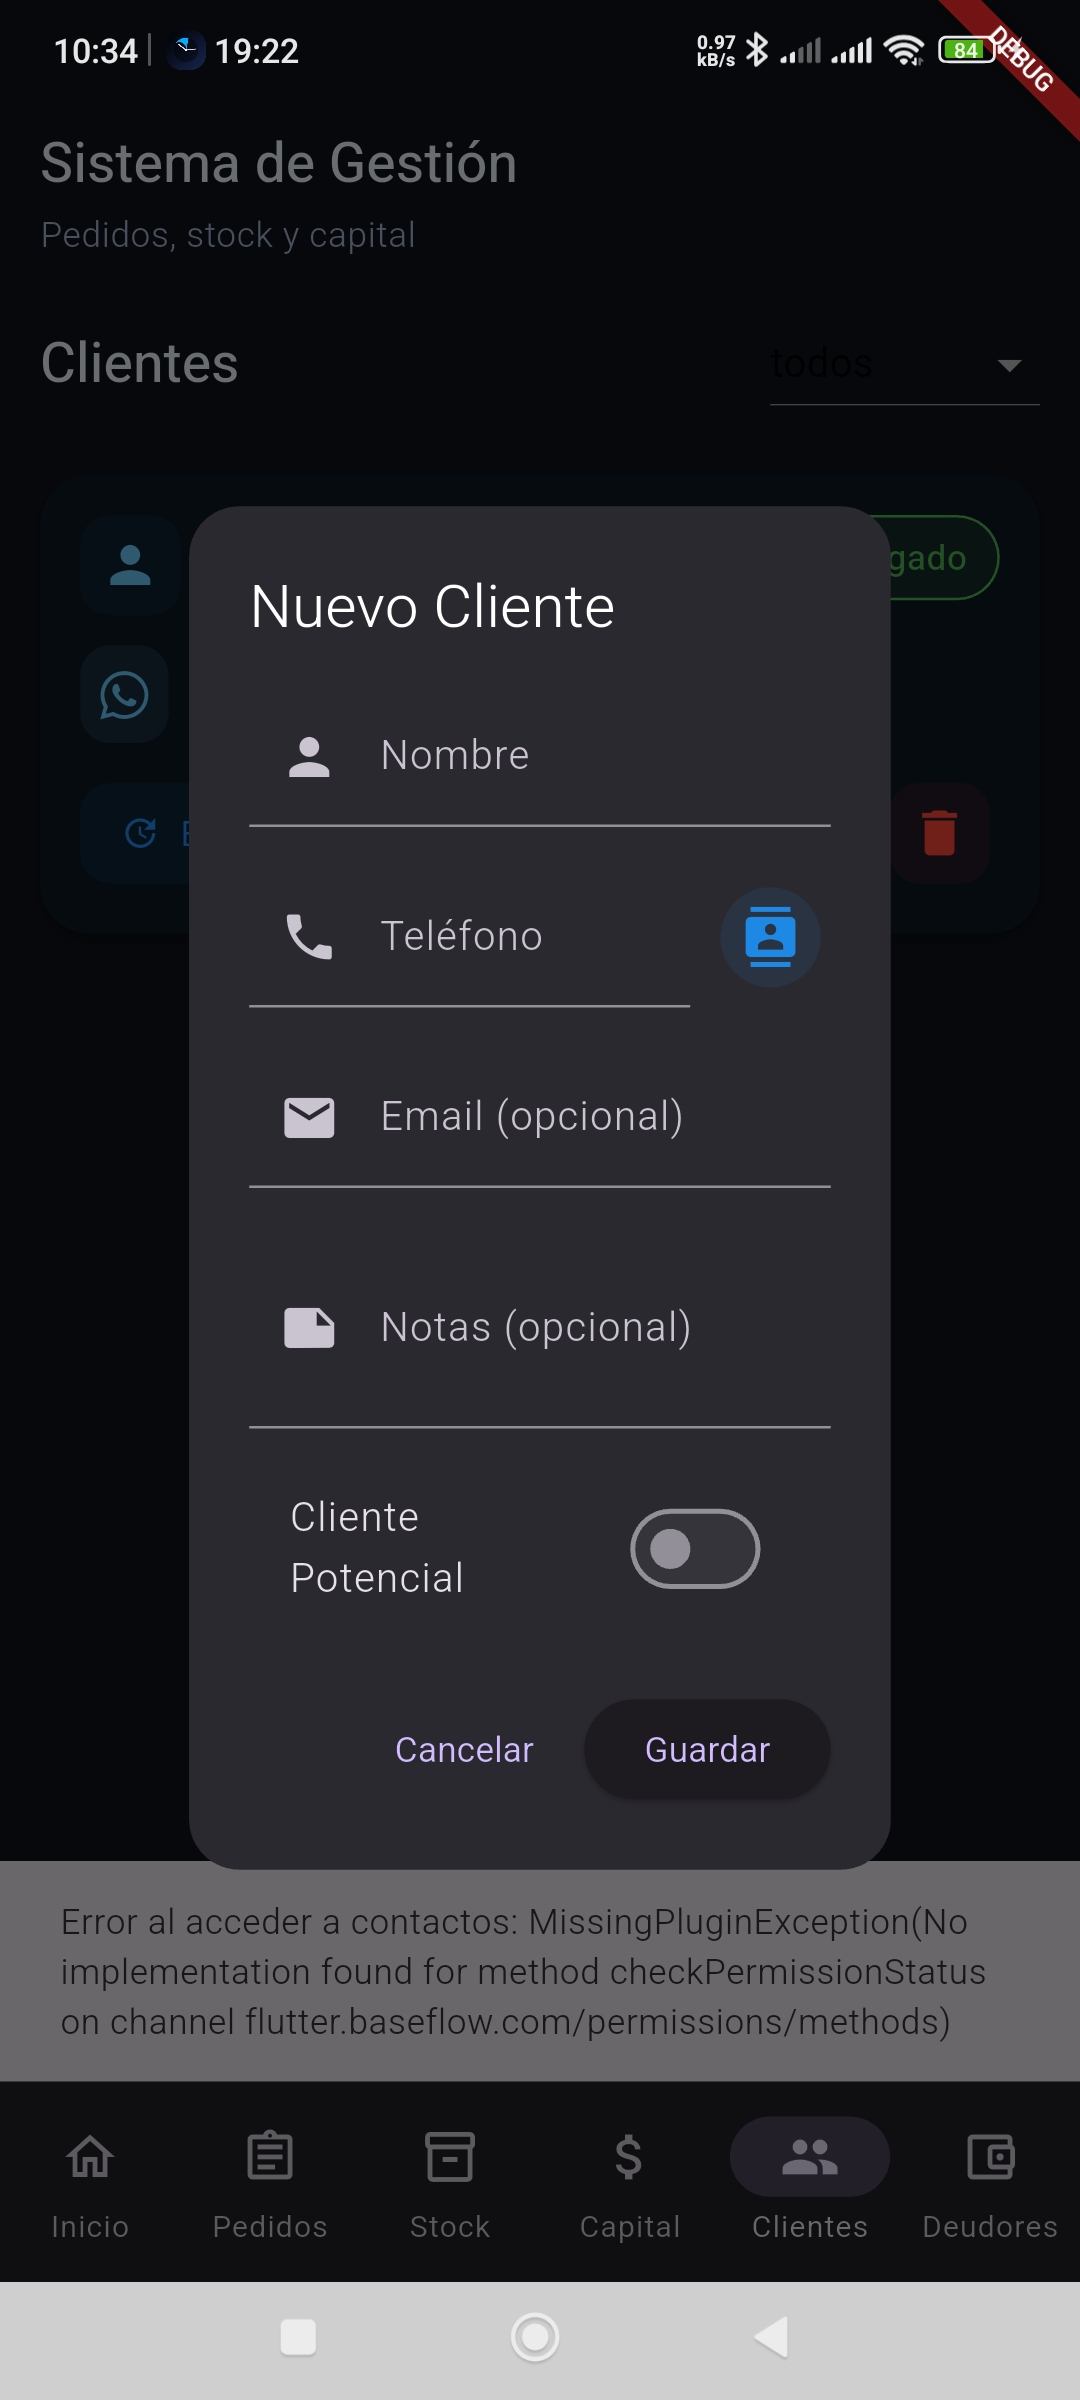 10:34 19:22 0.97 kB/s 84 DEBUG
Sistema de Gestión
Pedidos, stock y capital
Clientes todos
gado
Nuevo Cliente
Nombre
Teléfono
Email (opcional)
Notas (opcional)
Cliente
Potencial
Cancelar Guardar
Error al acceder a contactos: MissingPluginException(No
implementation found for method checkPermissionStatus
on channel flutter.baseflow.com/permissions/methods)
Inicio Pedidos Stock Capital Clientes Deudores